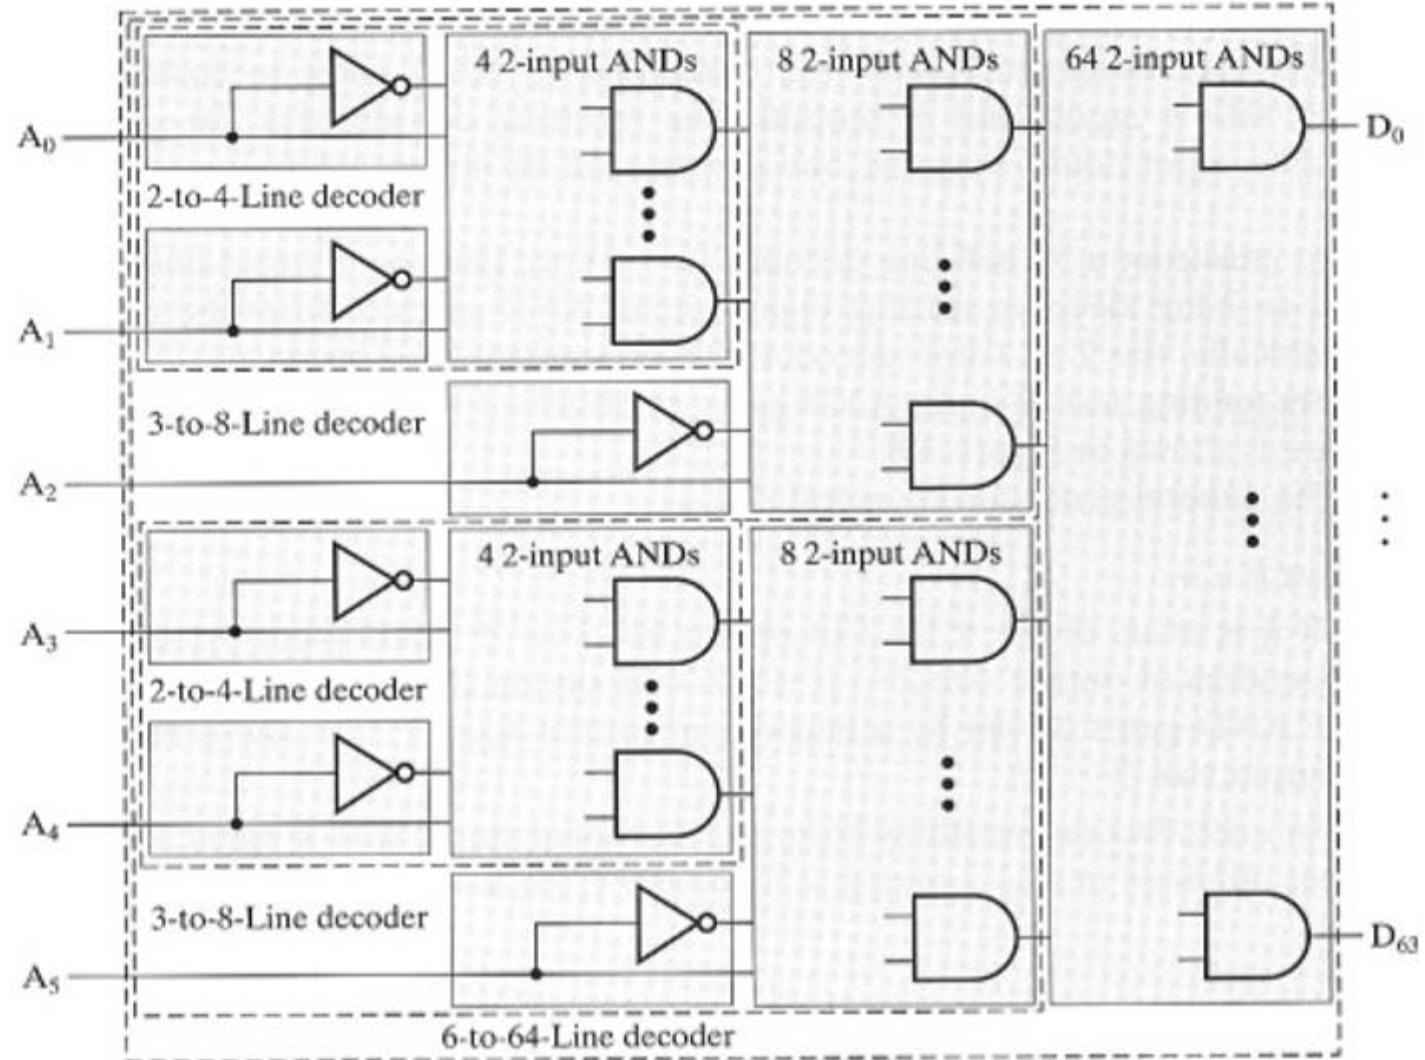 4 2-input ANDs
8 2-input ANDs
64 2-input ANDs
A0
D0
2-to-4-Line decoder
A1
3-to-8-Line decoder
A2
4 2-input ANDs
8 2-input ANDs
A3
2-to-4-Line decoder
A4
3-to-8-Line decoder
D63
A5
6-to-64-Line decoder